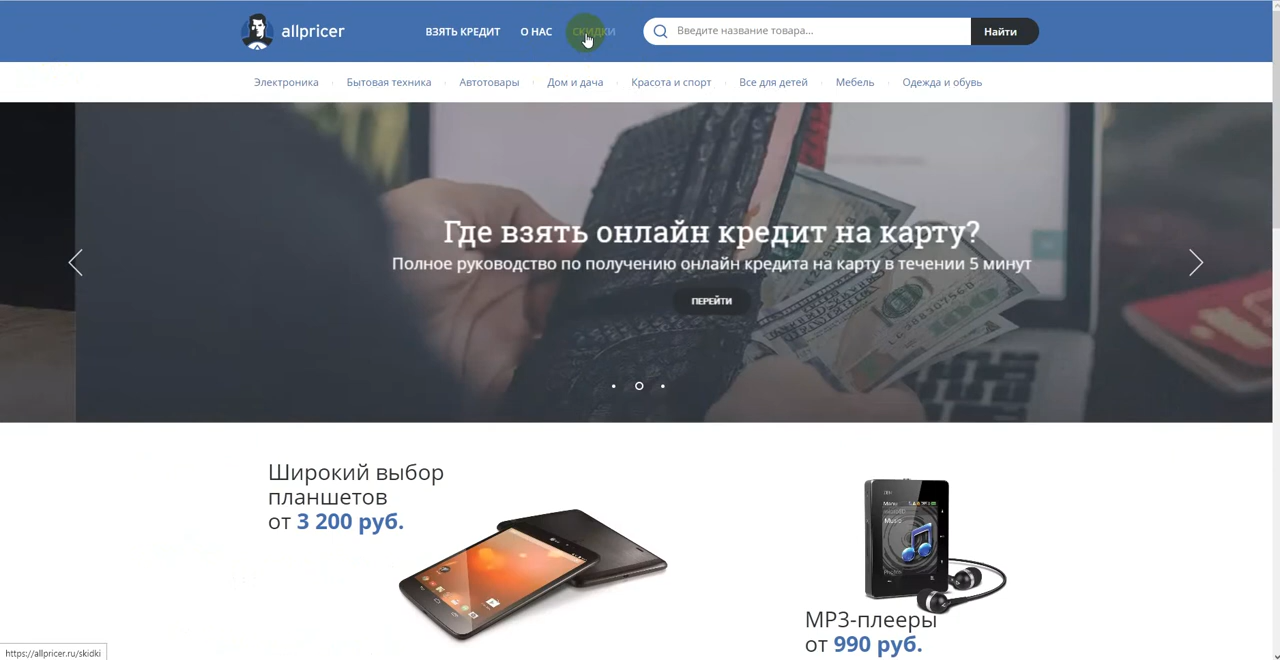 allpricer
ВЗЯТЬ КРЕДИТ О НАС СКИДКИ
Введите название товара...
Найти
Электроника Бытовая техника Автотовары Дом и дача Красота и спорт Все для детей Мебель Одежда и обувь
Где взять онлайн кредит на карту?
Полное руководство по получению онлайн кредита на карту в течении 5 минут
ПЕРЕЙТИ
Широкий выбор
планшетов
от 3 200 руб.
MP3-плееры
от 990 руб.
https://allpricer.ru/skidki